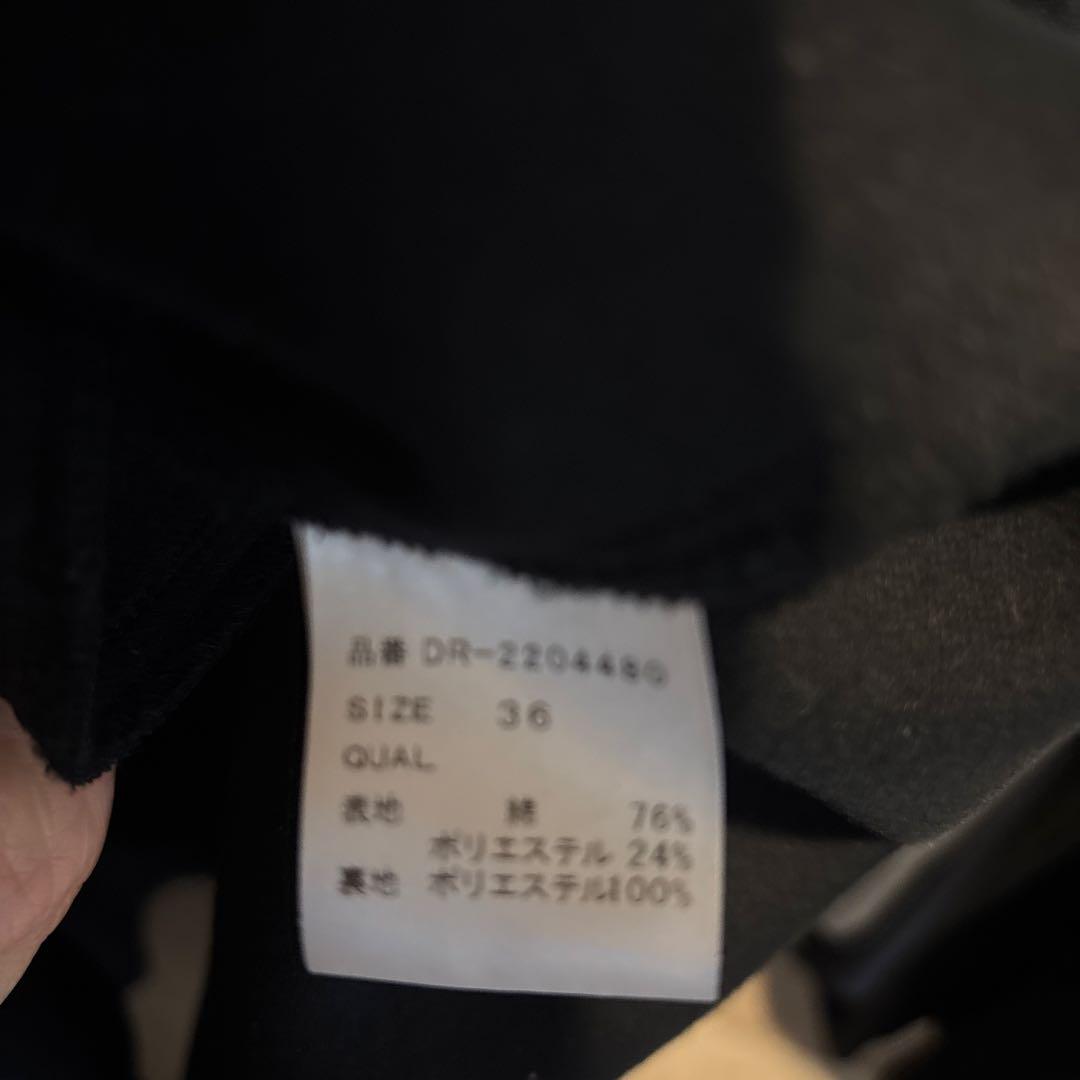 品番 DR-2204480
SIZE 36
QUAL
表地 綿 76%
ポリエステル 24%
裏地 ポリエステル100%